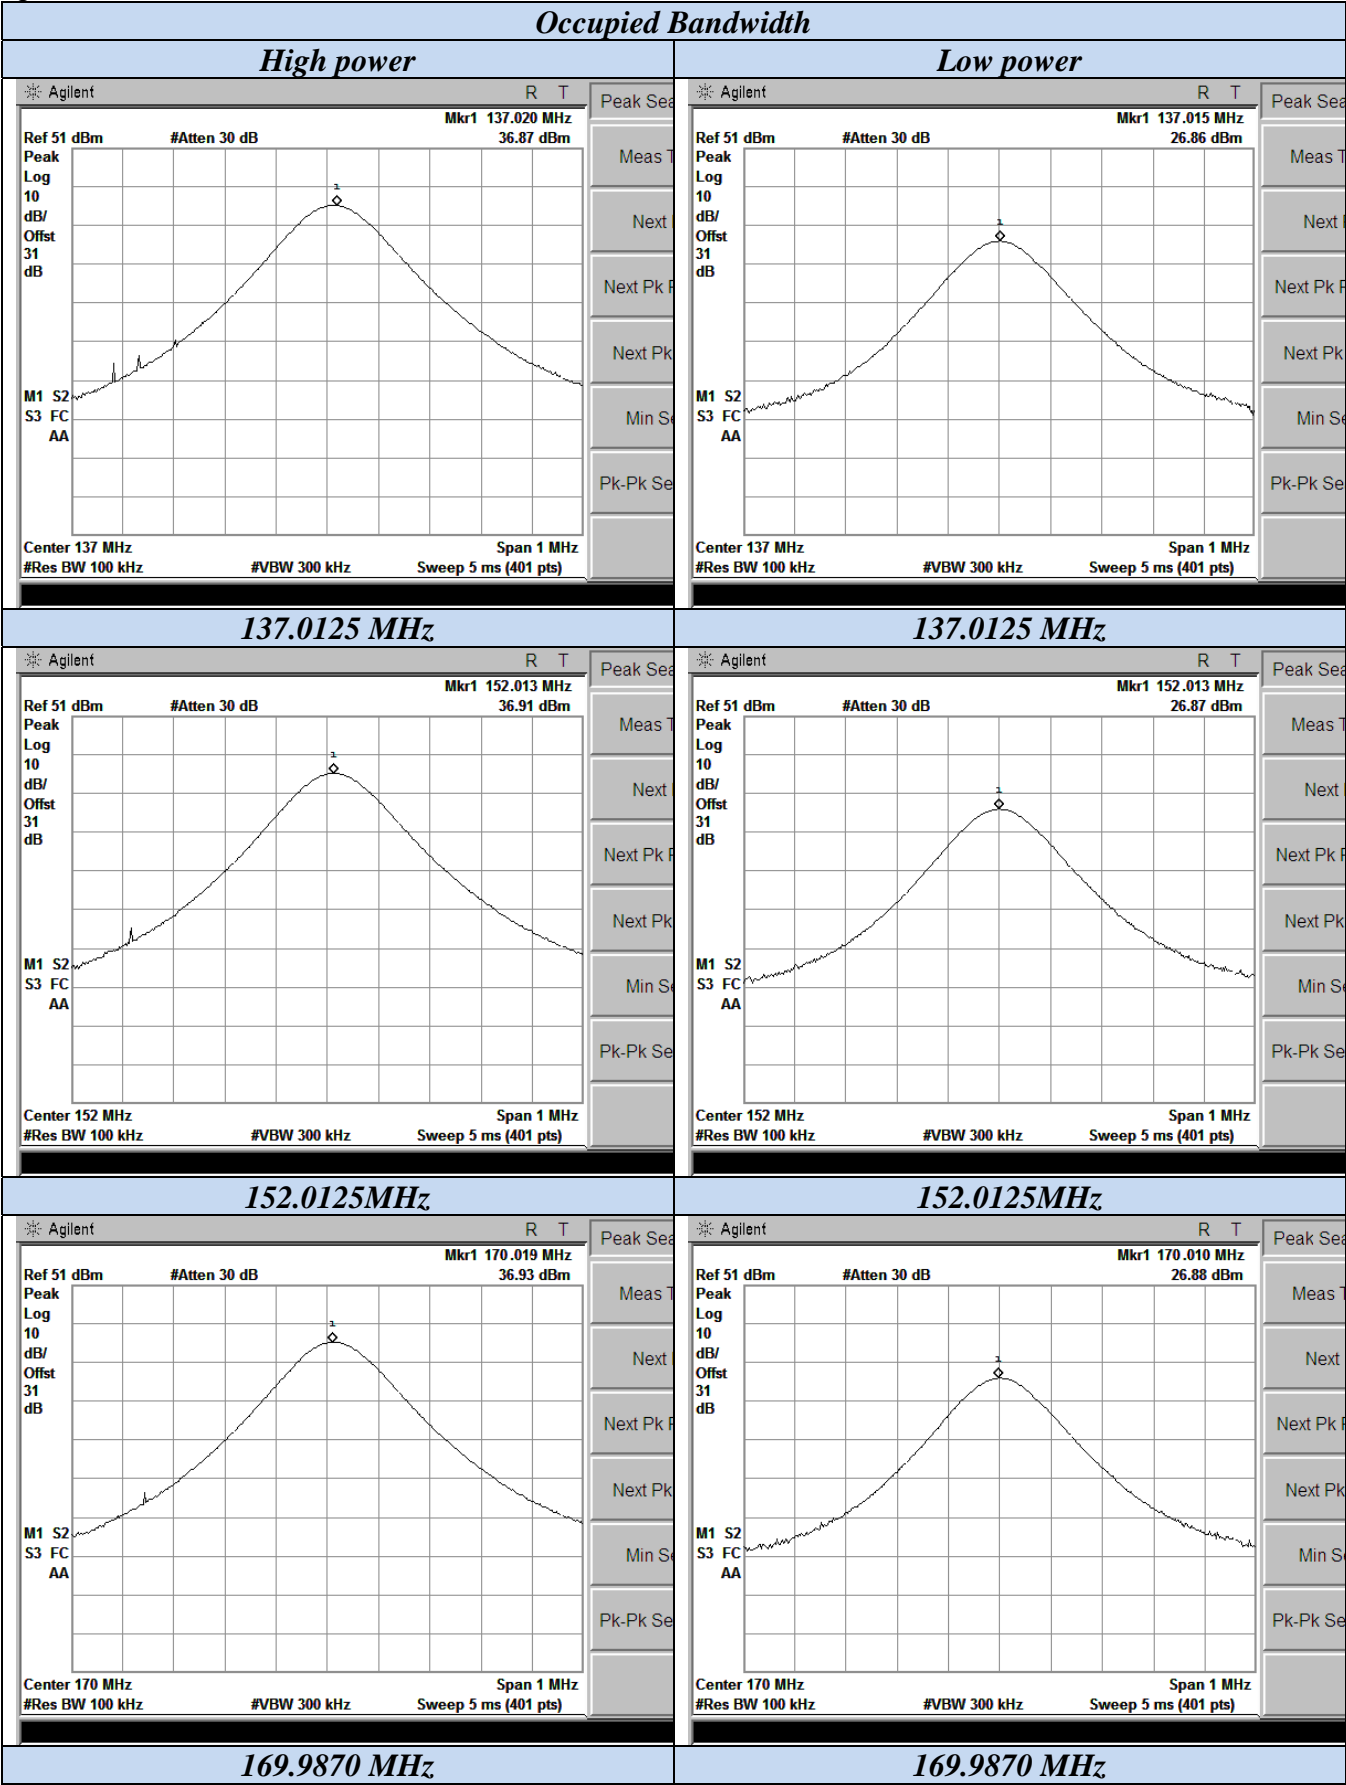 Occupied Bandwidth
High power
Low power
Agilent R T
Peak Sea
Mkr1 137.020 MHz
Ref 51 dBm #Atten 30 dB 36.87 dBm
Peak
Log
10
dB/
Offst
31
dB
1
M1 S2
S3 FC
AA
Center 137 MHz Span 1 MHz
#Res BW 100 kHz #VBW 300 kHz Sweep 5 ms (401 pts)
Meas T
Next
Next Pk R
Next Pk
Min Se
Pk-Pk Se
Agilent R T
Peak Sea
Mkr1 137.015 MHz
Ref 51 dBm #Atten 30 dB 26.86 dBm
Peak
Log
10
dB/
Offst
31
dB
1
M1 S2
S3 FC
AA
Center 137 MHz Span 1 MHz
#Res BW 100 kHz #VBW 300 kHz Sweep 5 ms (401 pts)
Meas T
Next
Next Pk R
Next Pk
Min Se
Pk-Pk Se
137.0125 MHz
137.0125 MHz
Agilent R T
Peak Sea
Mkr1 152.013 MHz
Ref 51 dBm #Atten 30 dB 36.91 dBm
Peak
Log
10
dB/
Offst
31
dB
1
M1 S2
S3 FC
AA
Center 152 MHz Span 1 MHz
#Res BW 100 kHz #VBW 300 kHz Sweep 5 ms (401 pts)
Meas T
Next
Next Pk R
Next Pk
Min Se
Pk-Pk Se
Agilent R T
Peak Sea
Mkr1 152.013 MHz
Ref 51 dBm #Atten 30 dB 26.87 dBm
Peak
Log
10
dB/
Offst
31
dB
1
M1 S2
S3 FC
AA
Center 152 MHz Span 1 MHz
#Res BW 100 kHz #VBW 300 kHz Sweep 5 ms (401 pts)
Meas T
Next
Next Pk R
Next Pk
Min Se
Pk-Pk Se
152.0125MHz
152.0125MHz
Agilent R T
Peak Sea
Mkr1 170.019 MHz
Ref 51 dBm #Atten 30 dB 36.93 dBm
Peak
Log
10
dB/
Offst
31
dB
1
M1 S2
S3 FC
AA
Center 170 MHz Span 1 MHz
#Res BW 100 kHz #VBW 300 kHz Sweep 5 ms (401 pts)
Meas T
Next
Next Pk R
Next Pk
Min Se
Pk-Pk Se
Agilent R T
Peak Sea
Mkr1 170.010 MHz
Ref 51 dBm #Atten 30 dB 26.88 dBm
Peak
Log
10
dB/
Offst
31
dB
1
M1 S2
S3 FC
AA
Center 170 MHz Span 1 MHz
#Res BW 100 kHz #VBW 300 kHz Sweep 5 ms (401 pts)
Meas T
Next
Next Pk R
Next Pk
Min S
Pk-Pk Se
169.9870 MHz
169.9870 MHz